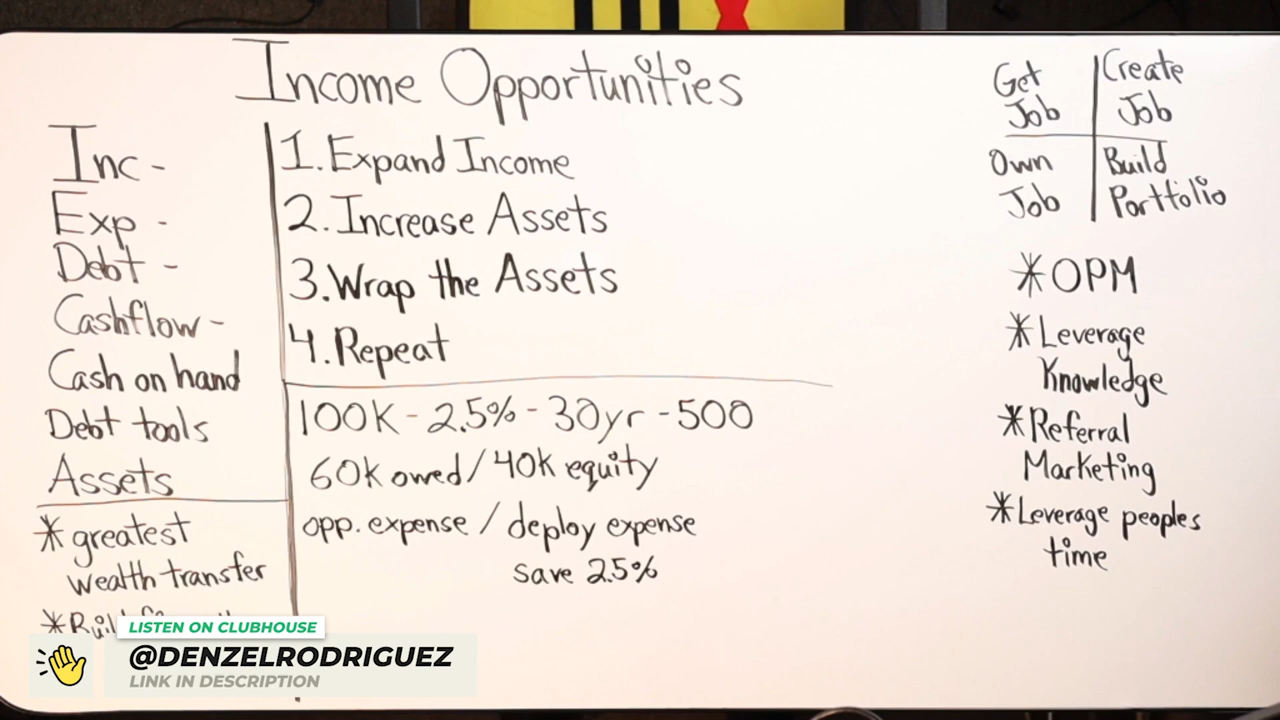 Income Opportunities
Inc -
Exp -
Debt -
Cashflow -
Cash on hand
Debt tools
Assets
* greatest
wealth transfer
1. Expand Income
2. Increase Assets
3. Wrap the Assets
4. Repeat
100K - 2.5% - 30yr - 500
60K owed / 40K equity
opp. expense / deploy expense
save 2.5%
Get Job
Create Job
Own Job
Build Portfolio
* OPM
* Leverage
Knowledge
* Referral
Marketing
* Leverage peoples
time
LISTEN ON CLUBHOUSE
@DENZELRODRIGUEZ
LINK IN DESCRIPTION